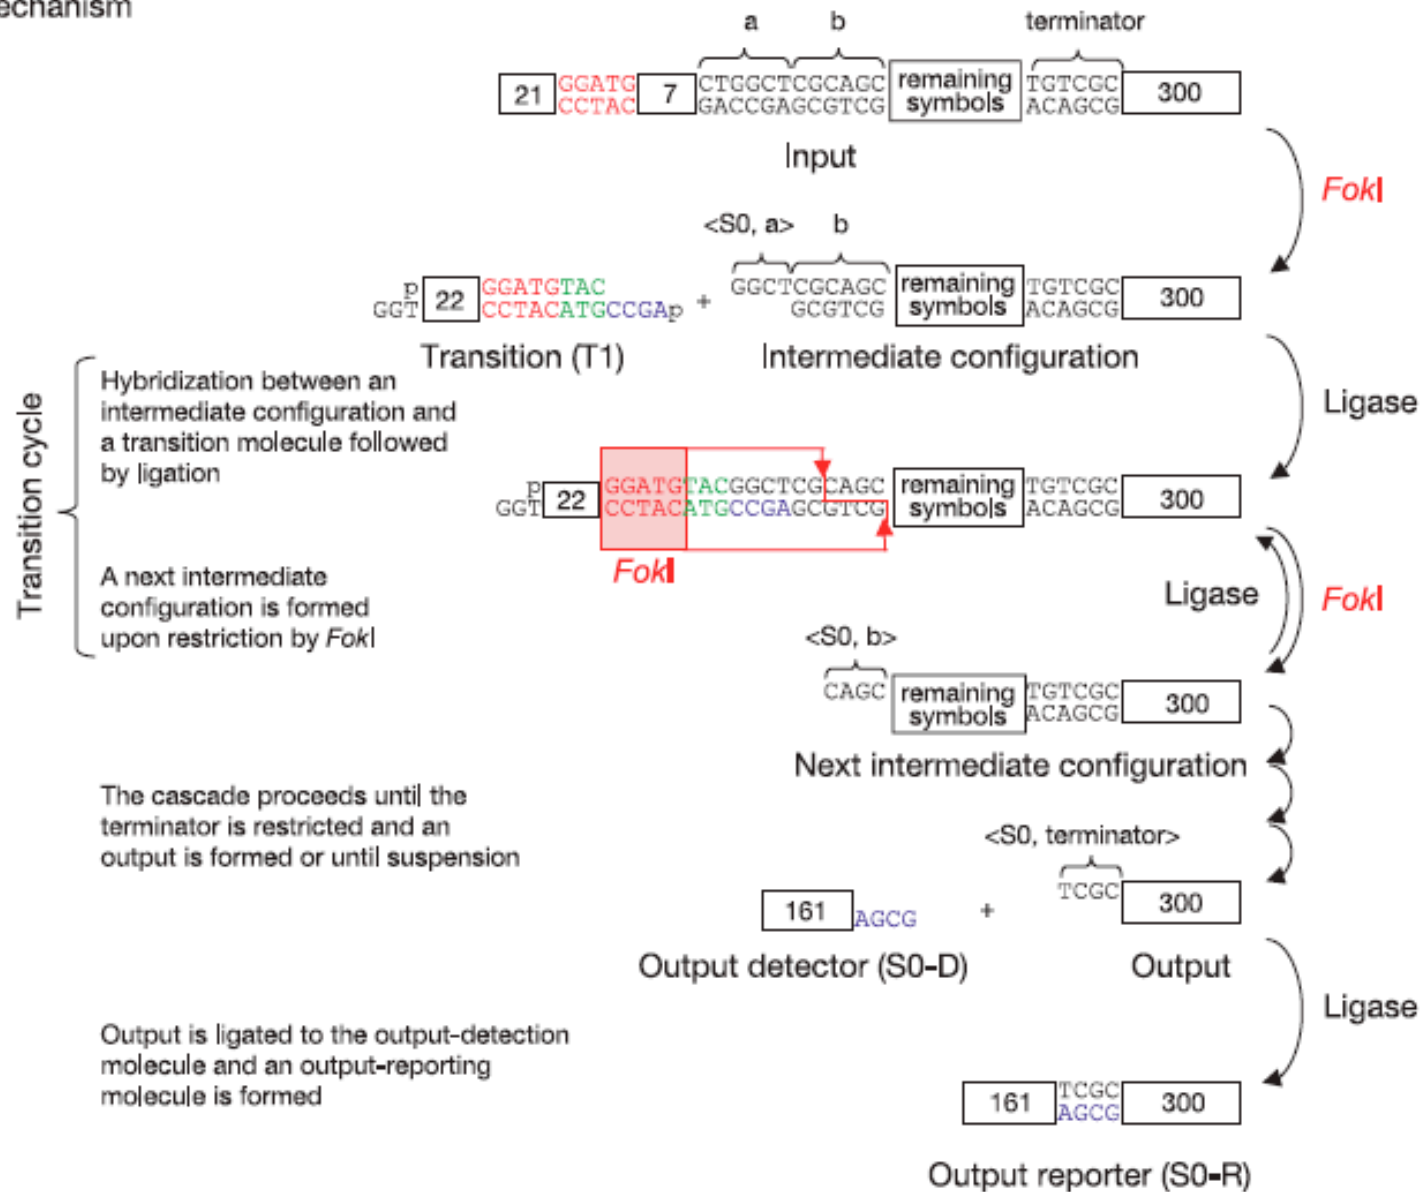 echanism
a b terminator
21 GGATG 7 CTGGCTCGCAGC remaining TGTCGC 300
CCTAC GACCGAGCGTCG symbols ACAGCG
Input
FokI
<S0, a> b
p 22 GGATGTAC GGCTCGCAGC remaining TGTCGC 300
GGT CCTACATGCCGAp + GCGTCG symbols ACAGCG
Transition (T1) Intermediate configuration
Transition cycle
Hybridization between an
intermediate configuration and
a transition molecule followed
by ligation
Ligase
p 22 GGATGTACGGCTCGCAGC remaining TGTCGC 300
GGT CCTACATGCCGAGCGTCG symbols ACAGCG
FokI
A next intermediate
configuration is formed
upon restriction by FokI
Ligase FokI
<S0, b>
CAGC remaining TGTCGC 300
symbols ACAGCG
Next intermediate configuration
The cascade proceeds until the
terminator is restricted and an
output is formed or until suspension
<S0, terminator>
161 AGCG + TCGC 300
Output detector (S0-D) Output
Ligase
Output is ligated to the output-detection
molecule and an output-reporting
molecule is formed
161 TCGC 300
AGCG
Output reporter (S0-R)